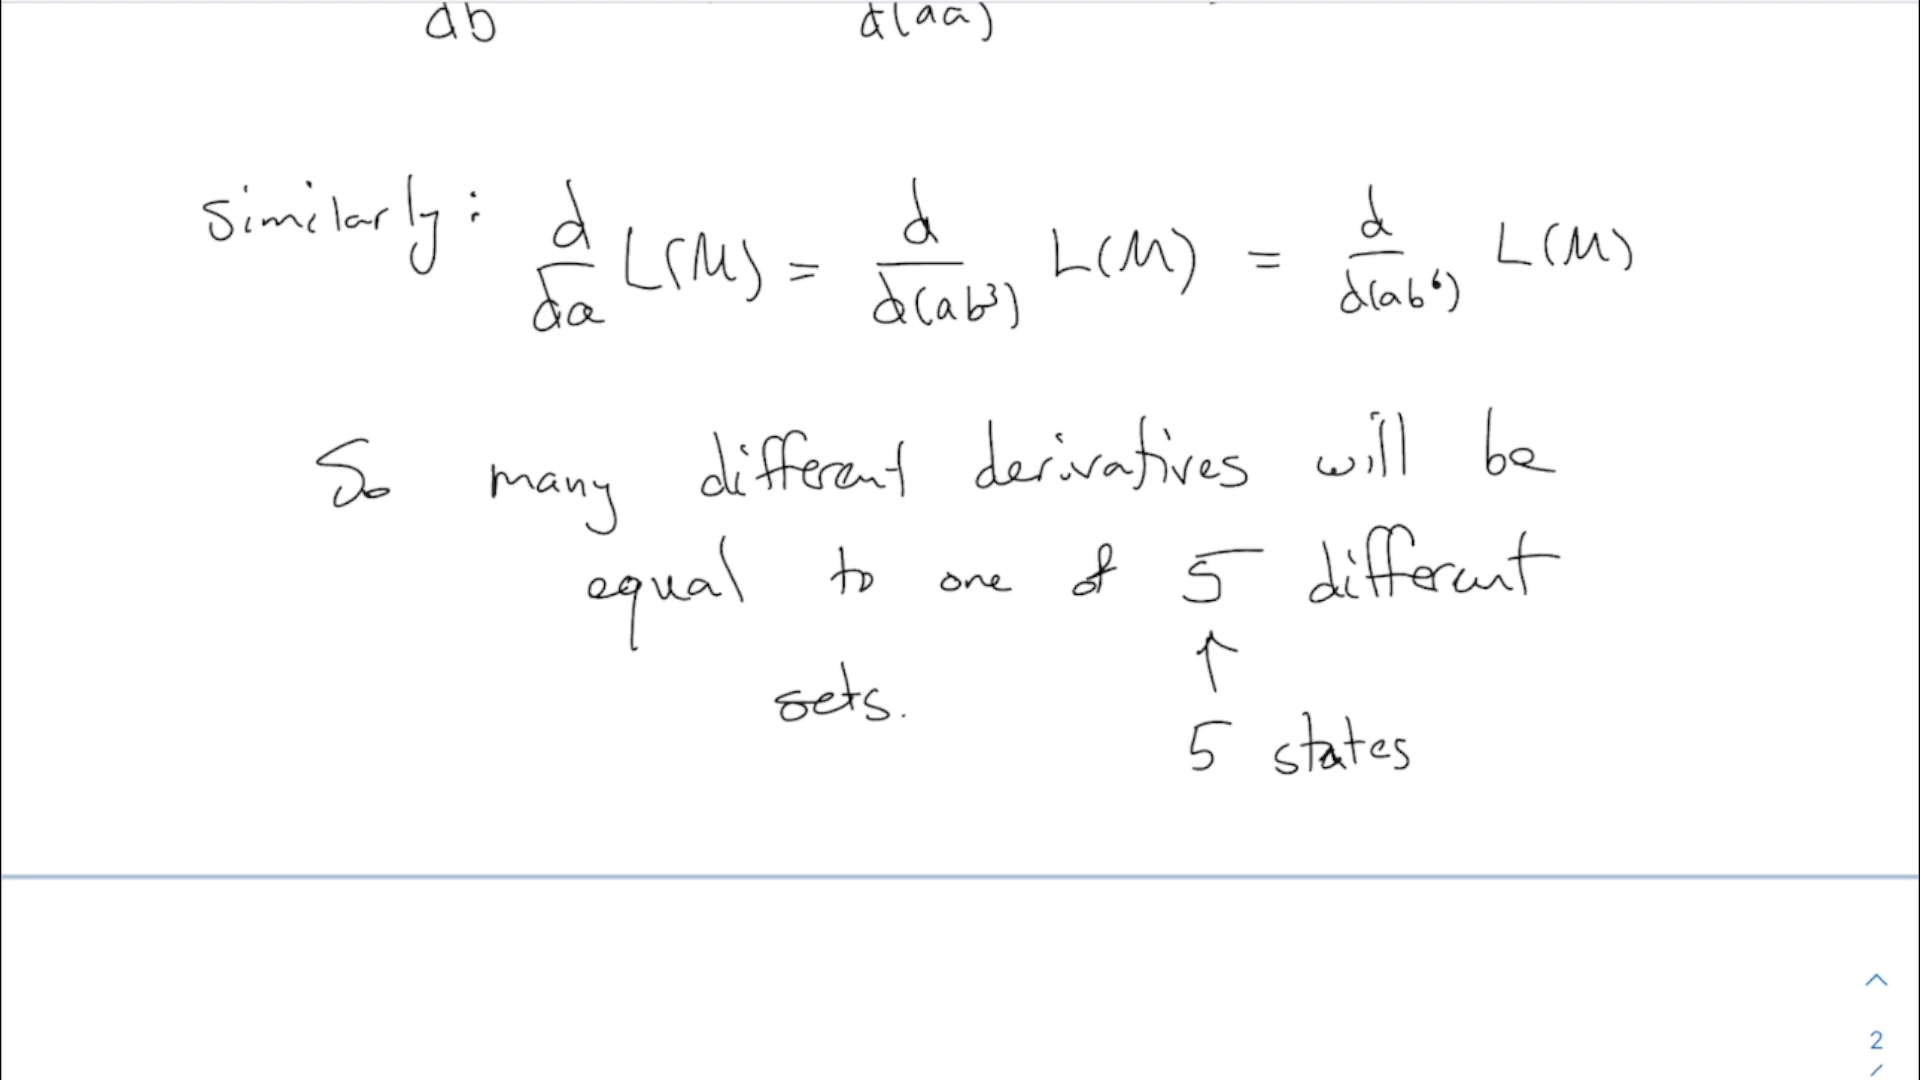 db d(aa)
Similarly: d/da L(M) = d/d(ab³) L(M) = d/d(ab⁶) L(M)
So many different derivatives will be
equal to one of 5 different
↑
sets.
5 states
2